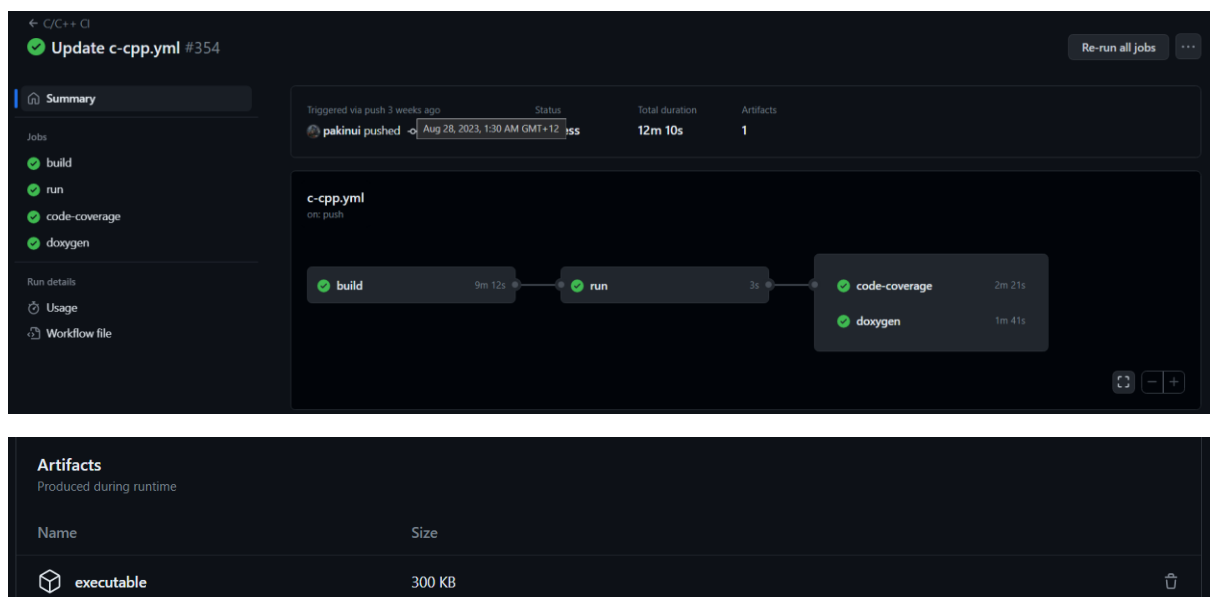 ← C/C++ CI
Update c-cpp.yml #354
Re-run all jobs
Summary
Jobs
build
run
code-coverage
doxygen
Run details
Usage
Workflow file
Triggered via push 3 weeks ago
Status
Total duration
Artifacts
pakinui pushed
Aug 28, 2023, 1:30 AM GMT+12
ess
12m 10s
1
c-cpp.yml
on: push
build 9m 12s
run 3s
code-coverage 2m 21s
doxygen 1m 41s
Artifacts
Produced during runtime
Name Size
executable 300 KB